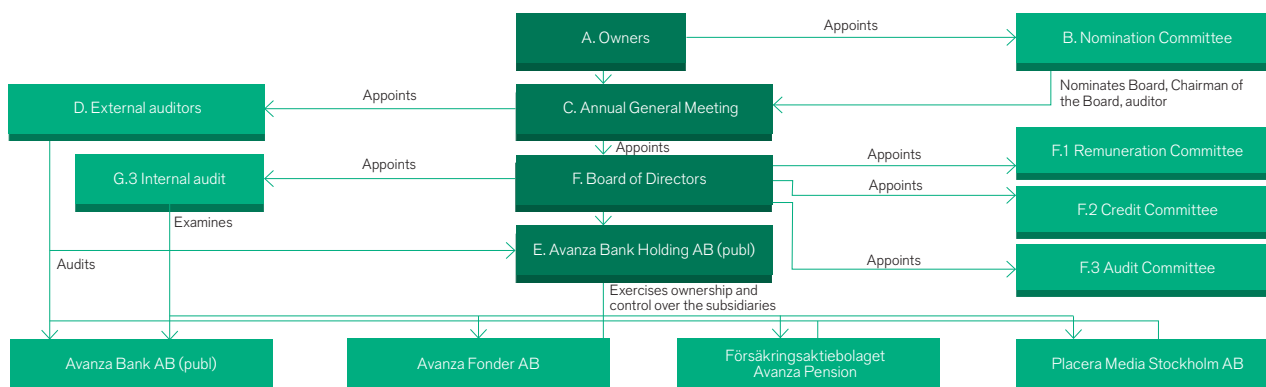 A. Owners
Appoints
B. Nomination Committee
Nominates Board, Chairman of
the Board, auditor
D. External auditors
Appoints
C. Annual General Meeting
Appoints
G.3 Internal audit
Appoints
F. Board of Directors
Appoints
F.1 Remuneration Committee
Appoints
F.2 Credit Committee
Examines
E. Avanza Bank Holding AB (publ)
Audits
Appoints
F.3 Audit Committee
Exercises ownership and
control over the subsidiaries
Avanza Bank AB (publ)
Avanza Fonder AB
Försäkringsaktiebolaget
Avanza Pension
Placera Media Stockholm AB